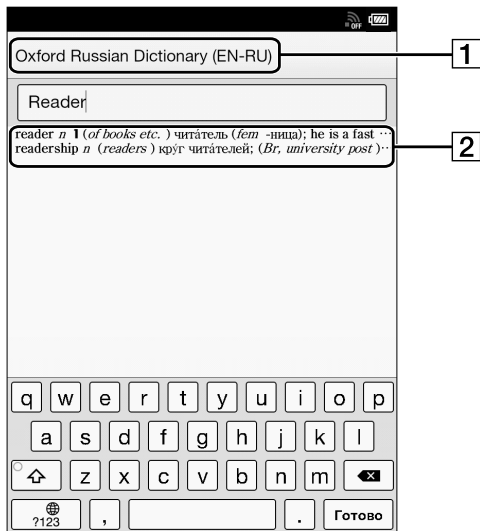 OFF
Oxford Russian Dictionary (EN-RU)
1
Reader
reader n 1 (of books etc. ) чита́тель (fem -ница); he is a fast ···
readership n (readers ) кру́г чита́телей; (Br, university post )··
2
q w e r t y u i o p
a s d f g h j k l
z x c v b n m
?123 , . Готово